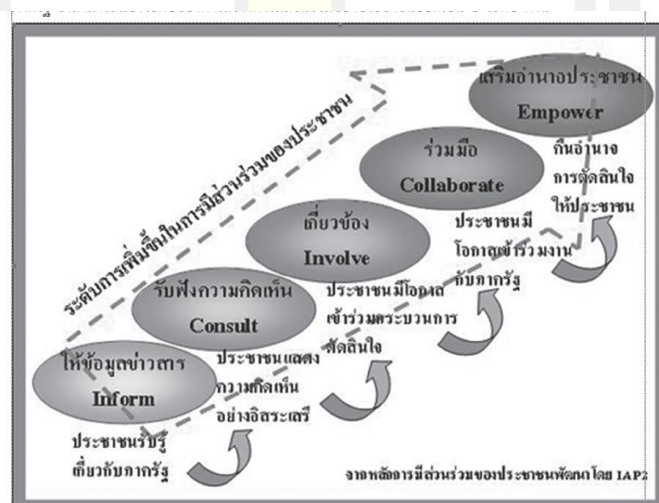 เสริมอำนาจประชาชน
Empower
ร่วมมือ
Collaborate
คืนอำนาจ
การตัดสินใจ
ให้ประชาชน
เกี่ยวข้อง
Involve
ประชาชนมี
โอกาสเข้าร่วมงาน
กับภาครัฐ
รับฟังความคิดเห็น
Consult
ประชาชนมีโอกาส
เข้าร่วมกระบวนการ
ตัดสินใจ
ให้ข้อมูลข่าวสาร
Inform
ประชาชนแสดง
ความคิดเห็น
อย่างอิสระเสรี
ประชาชนรับรู้
เกี่ยวกับภาครัฐ
ระดับการเพิ่มขึ้นในการมีส่วนร่วมของประชาชน
จากหลักการมีส่วนร่วมของประชาชนพัฒนาโดย IAP2